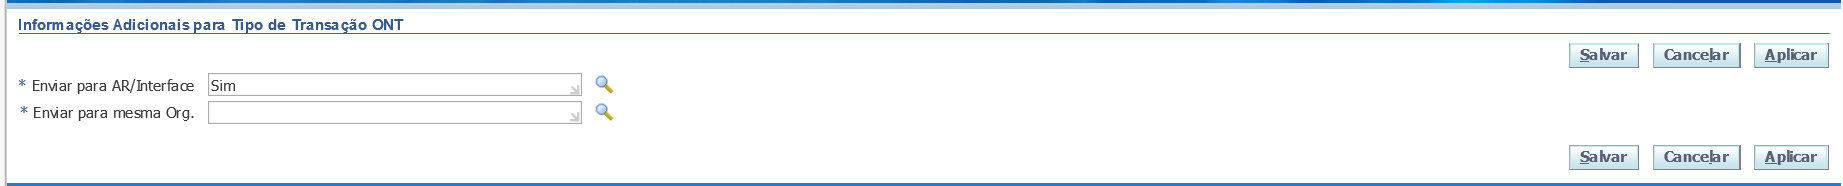 Informações Adicionais para Tipo de Transação ONT
Salvar Cancelar Aplicar
* Enviar para AR/Interface Sim
* Enviar para mesma Org.
Salvar Cancelar Aplicar